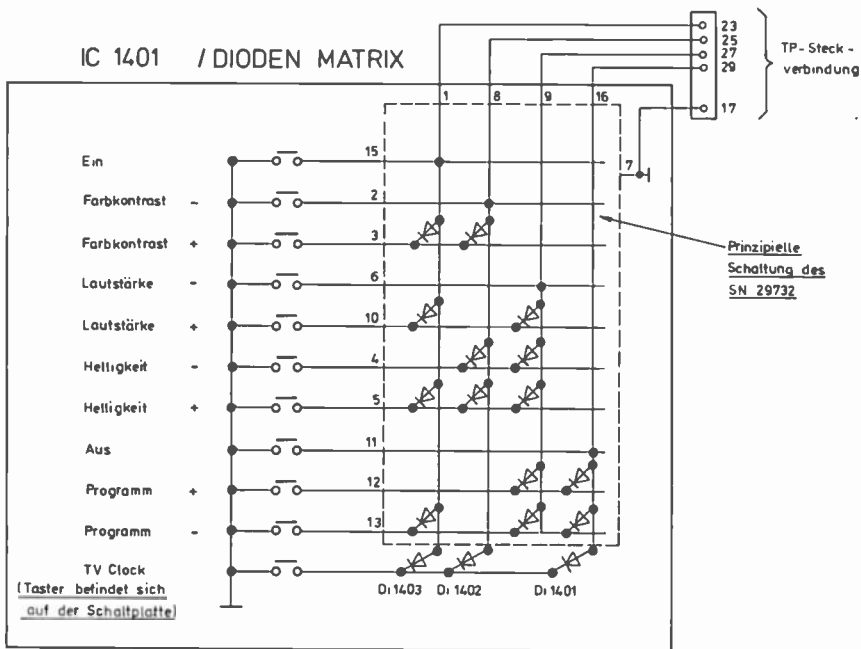 IC 1401 / DIODEN MATRIX
23
25
27
29
17
TP-Steck-
verbindung
1 8 9 16
7
Ein 15
Farbkontrast - 2
Farbkontrast + 3
Lautstärke - 6
Lautstärke + 10
Helligkeit - 4
Helligkeit + 5
Aus 11
Programm + 12
Programm - 13
TV Clock
(Taster befindet sich
auf der Schaltplatte)
Di 1403 Di 1402 Di 1401
Prinzipielle
Schaltung des
SN 29732